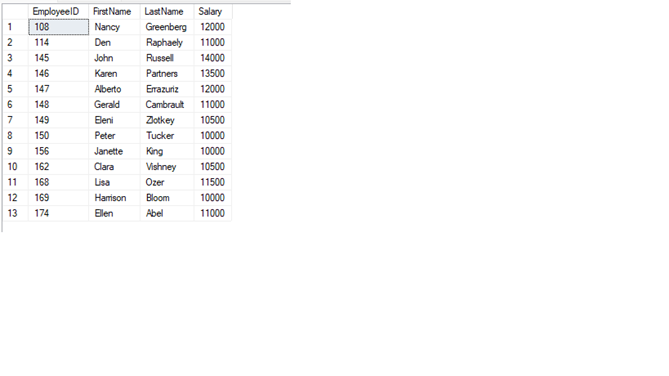 EmployeeID FirstName LastName Salary
1 108 Nancy Greenberg 12000
2 114 Den Raphaely 11000
3 145 John Russell 14000
4 146 Karen Partners 13500
5 147 Alberto Errazuriz 12000
6 148 Gerald Cambrault 11000
7 149 Eleni Zlotkey 10500
8 150 Peter Tucker 10000
9 156 Janette King 10000
10 162 Clara Vishney 10500
11 168 Lisa Ozer 11500
12 169 Harrison Bloom 10000
13 174 Ellen Abel 11000